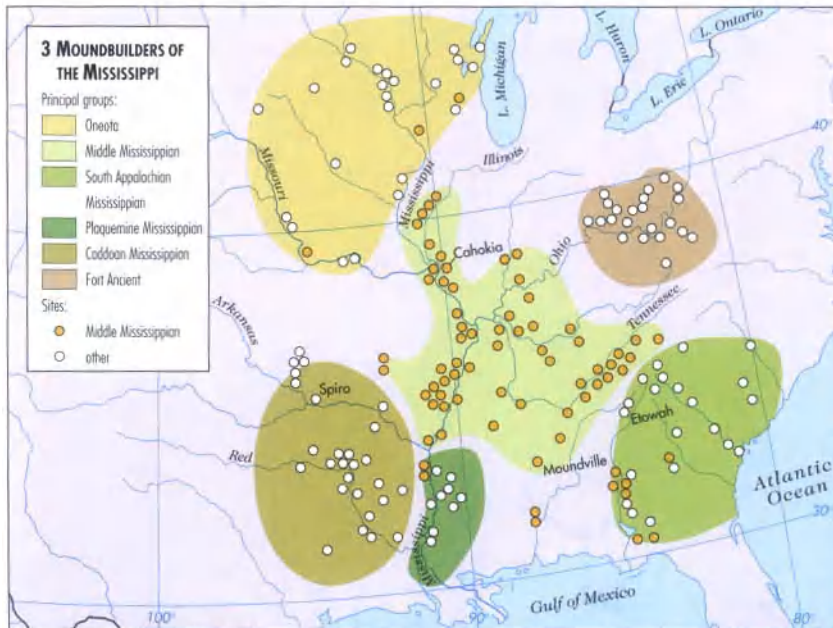 3 MOUNDBUILDERS OF
THE MISSISSIPPI
Principal groups:
Oneota
Middle Mississippian
South Appalachian
Mississippian
Plaquemine Mississippian
Caddoan Mississippian
Fort Ancient
Sites:
Middle Mississippian
other
L. Michigan
L. Huron
L. Ontario
L. Eric
40
Missouri
Mississippi
Illinois
Cahokia
Ohio
Tennessee
Arkansas
Spiro
Red
Etowah
Moundville
Mississippi
Atlantic
Ocean
30
Gulf of Mexico
100
90
80